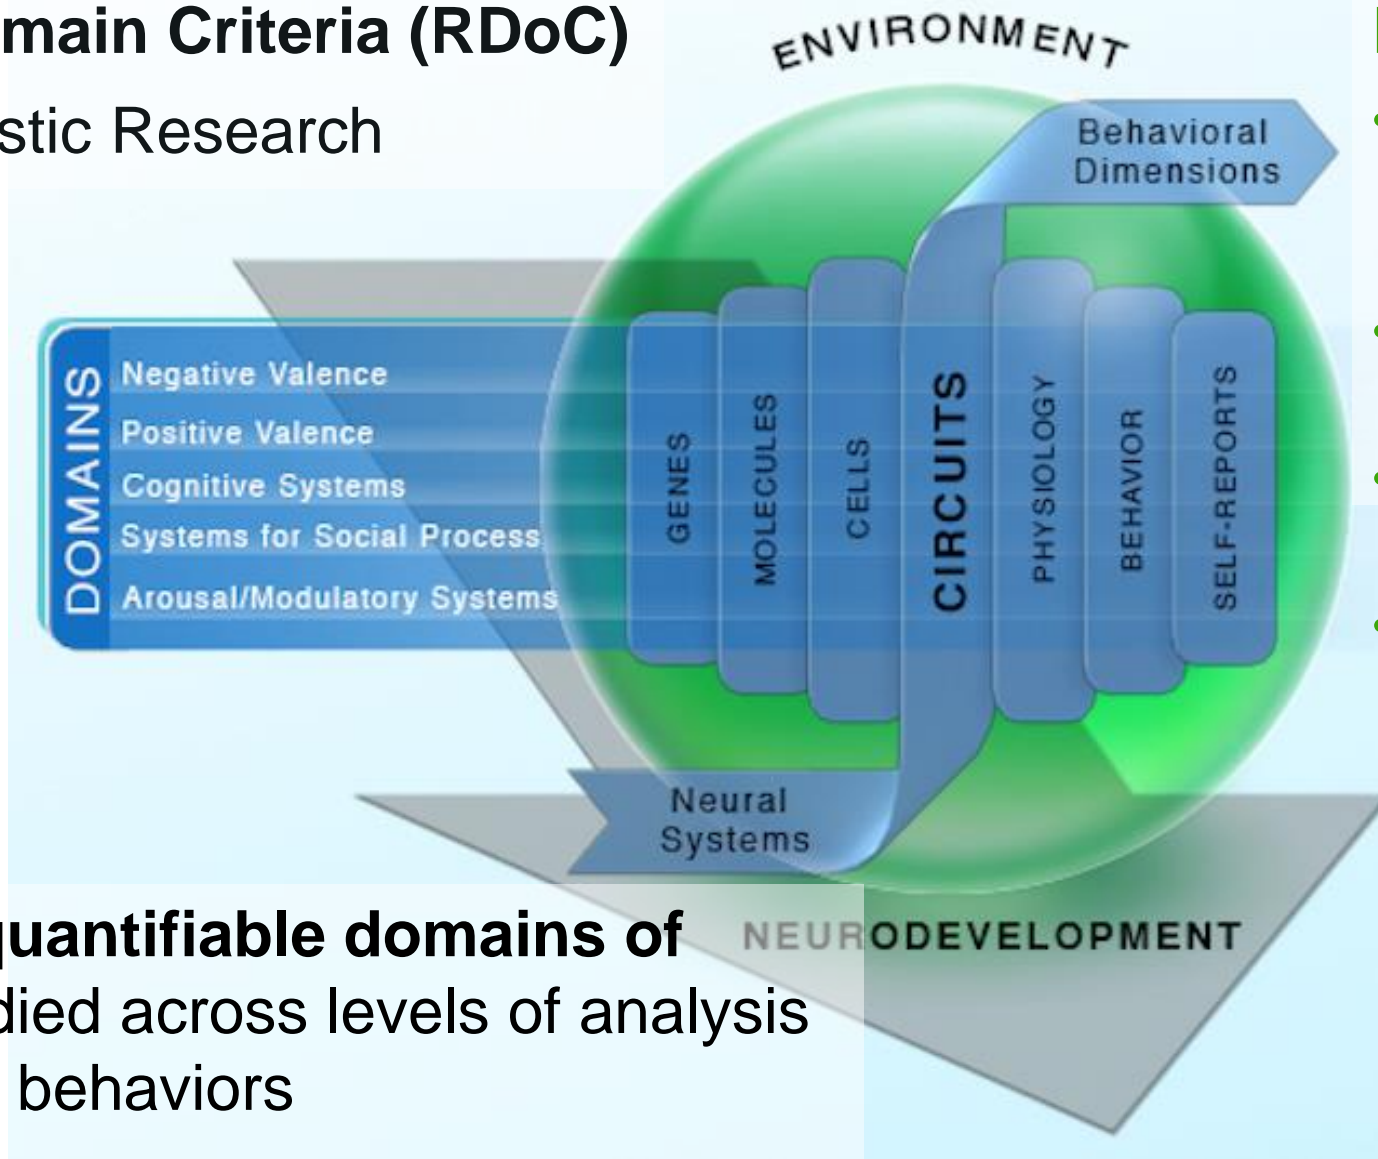 main Criteria (RDoC)
stic Research
ENVIRONMENT
Behavioral
Dimensions
DOMAINS
Negative Valence
Positive Valence
Cognitive Systems
Systems for Social Process
Arousal/Modulatory Systems
GENES
MOLECULES
CELLS
CIRCUITS
PHYSIOLOGY
BEHAVIOR
SELF-REPORTS
Neural
Systems
NEURODEVELOPMENT
quantifiable domains of
died across levels of analysis
behaviors